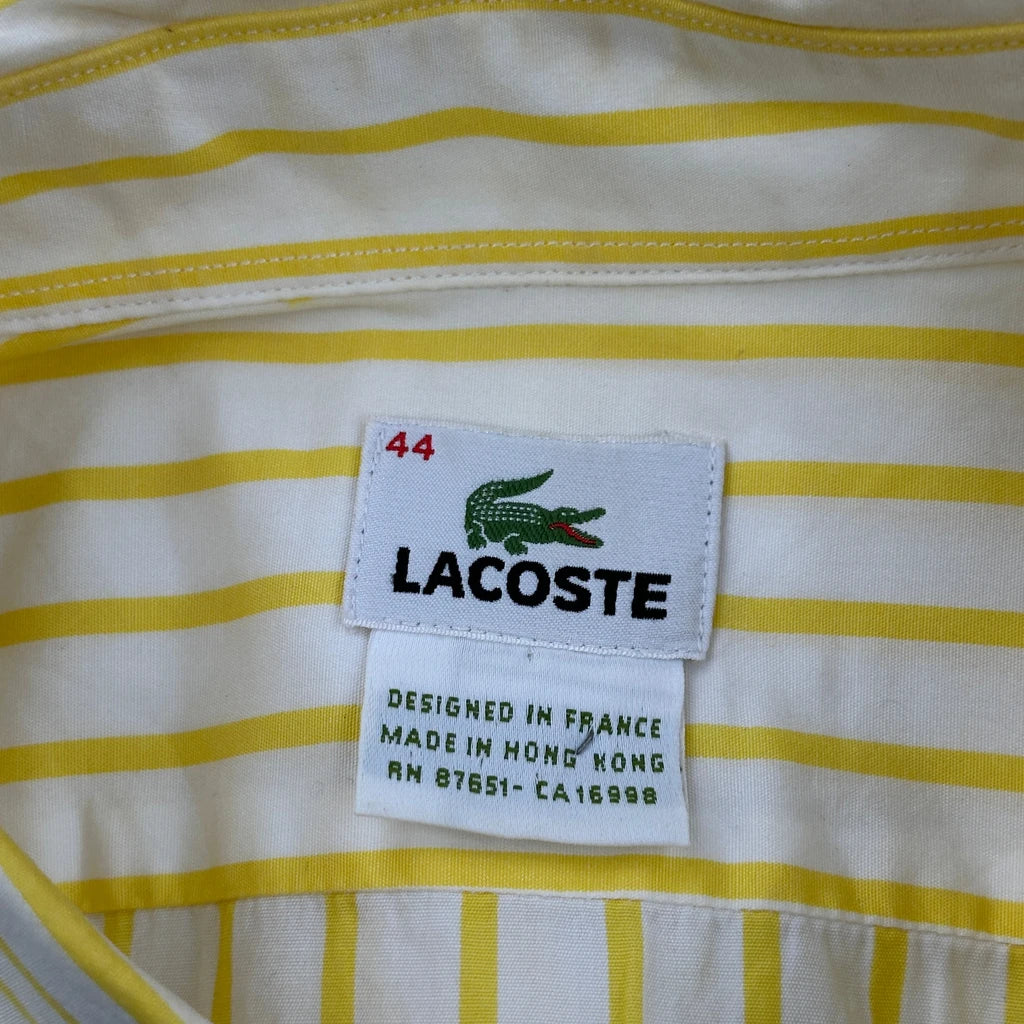 44
LACOSTE
DESIGNED IN FRANCE
MADE IN HONG KONG
RN 87651- CA16998